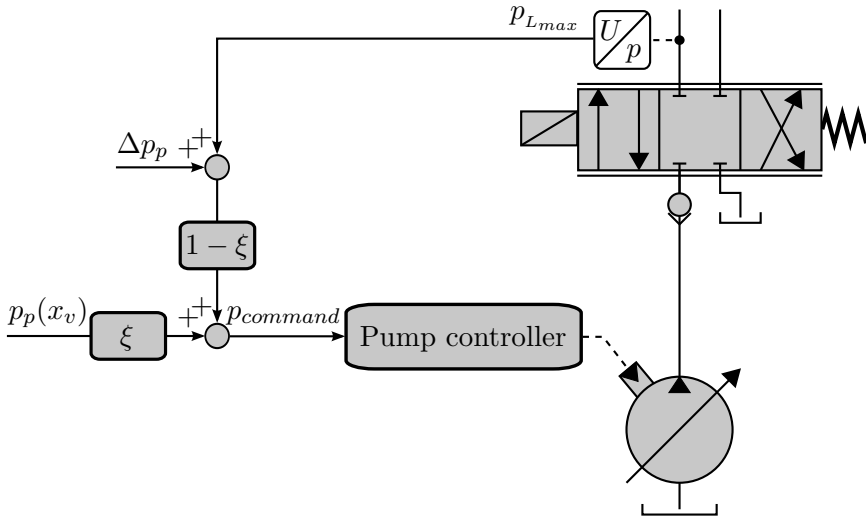 p_{L_{max}}
U
p
+
+ Δp_p
1 − ξ
p_p(x_v)
+
+
p_{command}
ξ
Pump controller